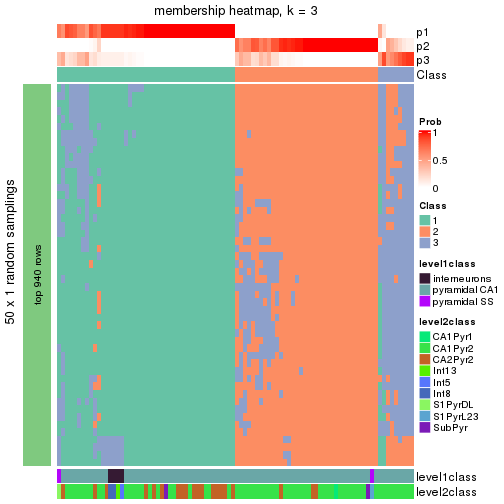 membership heatmap, k = 3
p1
p2
p3
Class
50 x 1 random samplings
top 940 rows
Prob
1
0.5
0
Class
1
2
3
level1class
interneurons
pyramidal CA1
pyramidal SS
level2class
CA1Pyr1
CA1Pyr2
CA2Pyr2
Int13
Int5
Int8
S1PyrDL
S1PyrL23
SubPyr
level1class
level2class